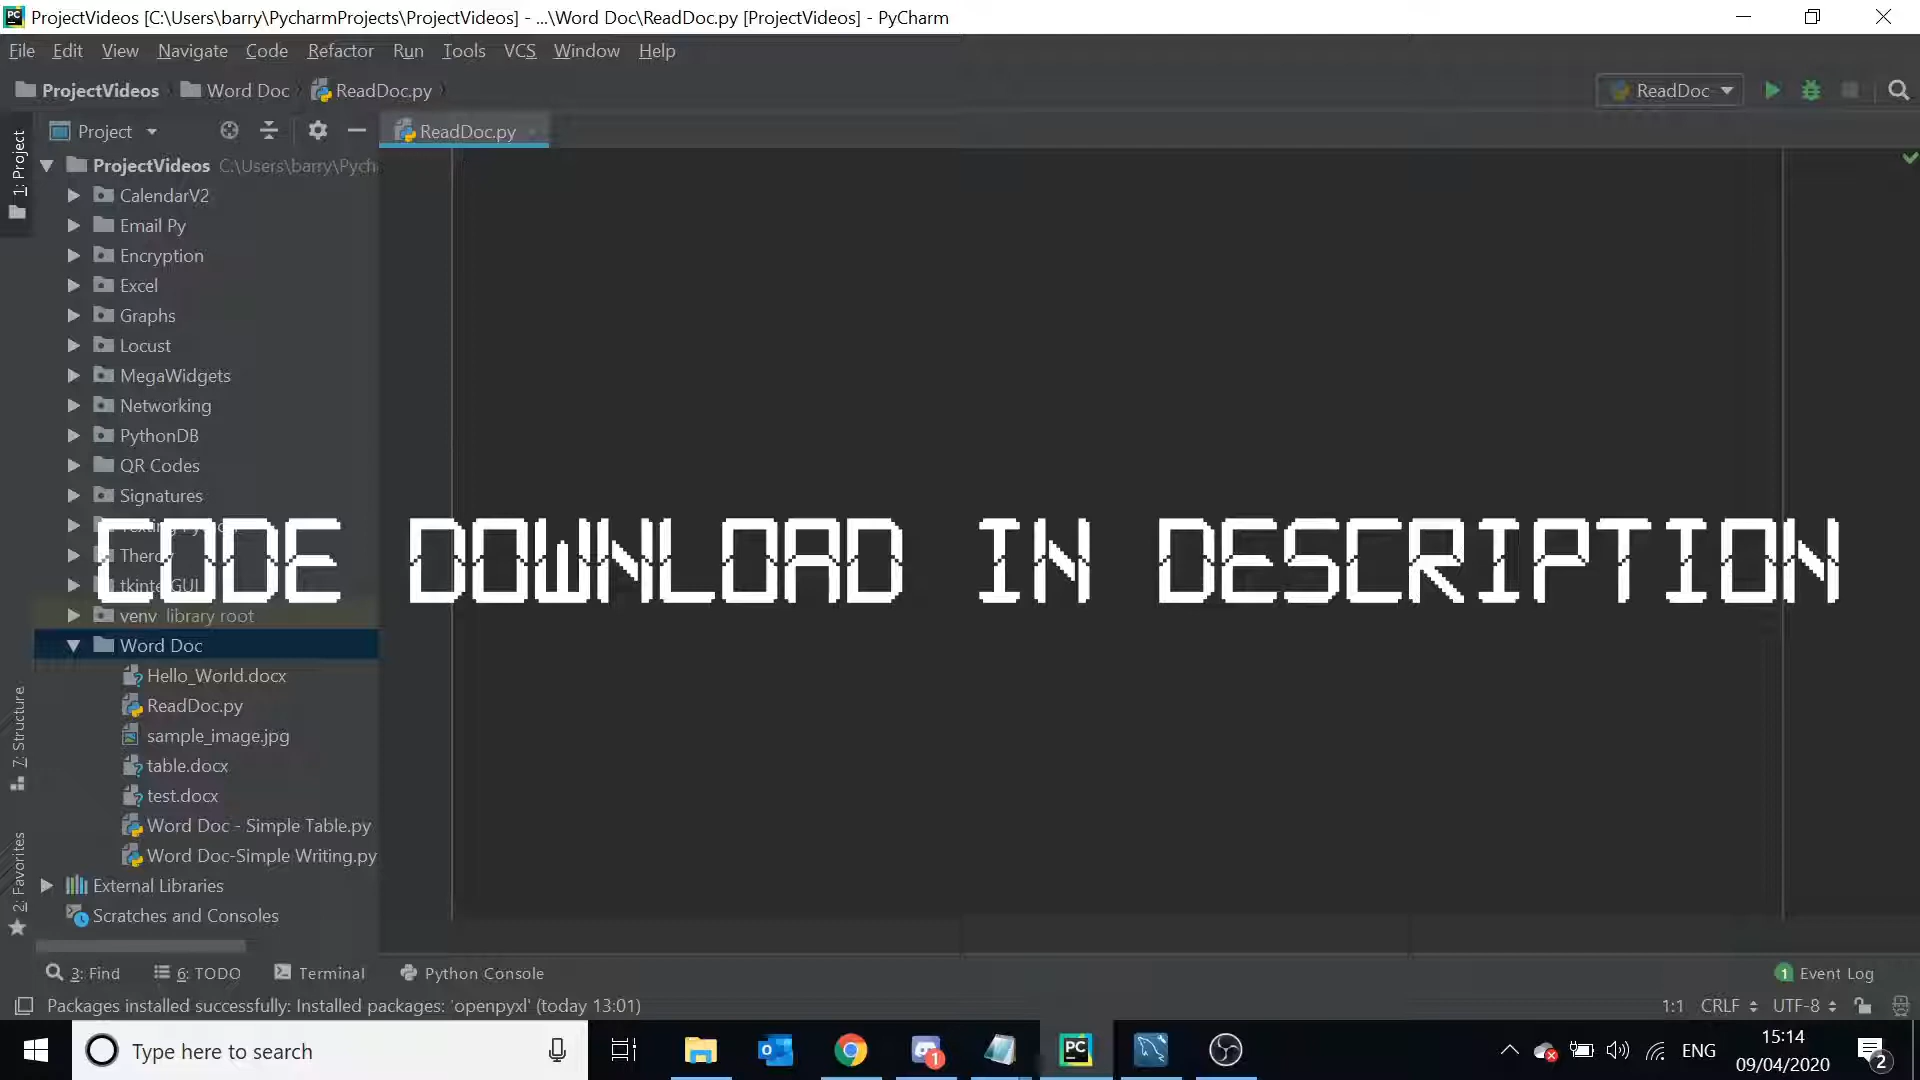 ProjectVideos [C:\Users\barry\PycharmProjects\ProjectVideos] - ...\Word Doc\ReadDoc.py [ProjectVideos] - PyCharm
File Edit View Navigate Code Refactor Run Tools VCS Window Help
ProjectVideos Word Doc ReadDoc.py
ReadDoc
1: Project
Project
ReadDoc.py
ProjectVideos C:\Users\barry\Pych
CalendarV2
Email Py
Encryption
Excel
Graphs
Locust
MegaWidgets
Networking
PythonDB
QR Codes
Signatures
CODE DOWNLOAD IN DESCRIPTION
venv library root
Word Doc
Hello_World.docx
ReadDoc.py
sample_image.jpg
table.docx
test.docx
Word Doc - Simple Table.py
Word Doc-Simple Writing.py
External Libraries
Scratches and Consoles
7: Structure
2: Favorites
3: Find 6: TODO Terminal Python Console
1 Event Log
Packages installed successfully: Installed packages: 'openpyxl' (today 13:01)
1:1 CRLF UTF-8
Type here to search
1
PC
ENG
15:14
09/04/2020
2